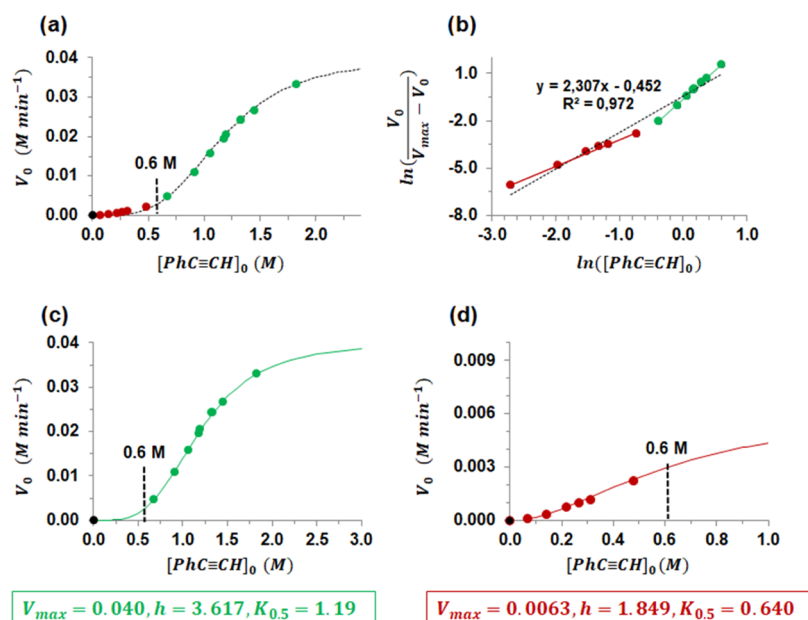 (a)
0.04
0.03
0.02
0.01
0.00
V₀ (M min⁻¹)
0.6 M
0.0 0.5 1.0 1.5 2.0
[PhC≡CH]₀ (M)
(b)
1.0
-2.0
-5.0
-8.0
ln(V₀/(Vmax − V₀))
y = 2,307x - 0,452
R² = 0,972
-3.0 -2.0 -1.0 0.0 1.0
ln([PhC≡CH]₀)
(c)
0.04
0.03
0.02
0.01
0.00
V₀ (M min⁻¹)
0.6 M
0.0 0.5 1.0 1.5 2.0 2.5 3.0
[PhC≡CH]₀ (M)
Vmax = 0.040, h = 3.617, K0.5 = 1.19
(d)
0.009
0.006
0.003
0.000
V₀ (M min⁻¹)
0.6 M
0.0 0.2 0.4 0.6 0.8 1.0
[PhC≡CH]₀ (M)
Vmax = 0.0063, h = 1.849, K0.5 = 0.640